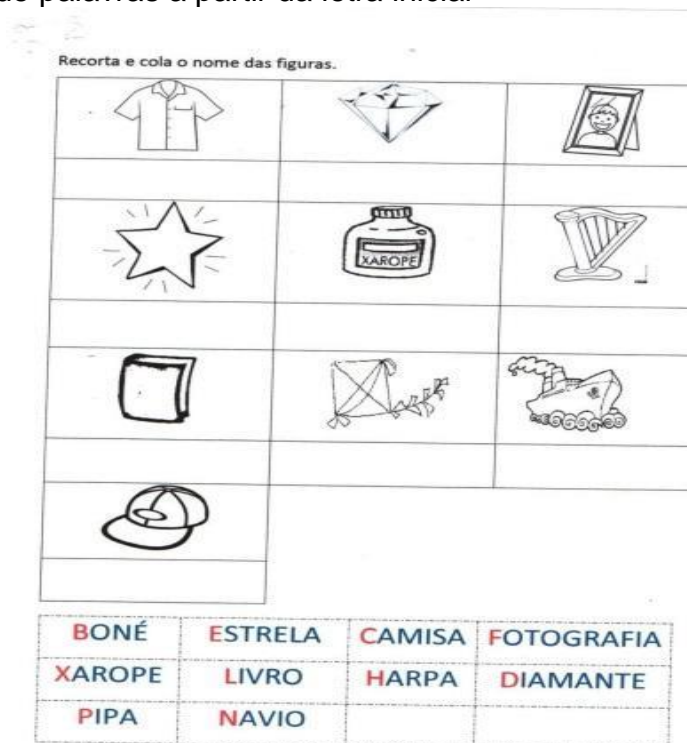 Recorta e cola o nome das figuras.
XAROPE
BONÉ ESTRELA CAMISA FOTOGRAFIA
XAROPE LIVRO HARPA DIAMANTE
PIPA NAVIO